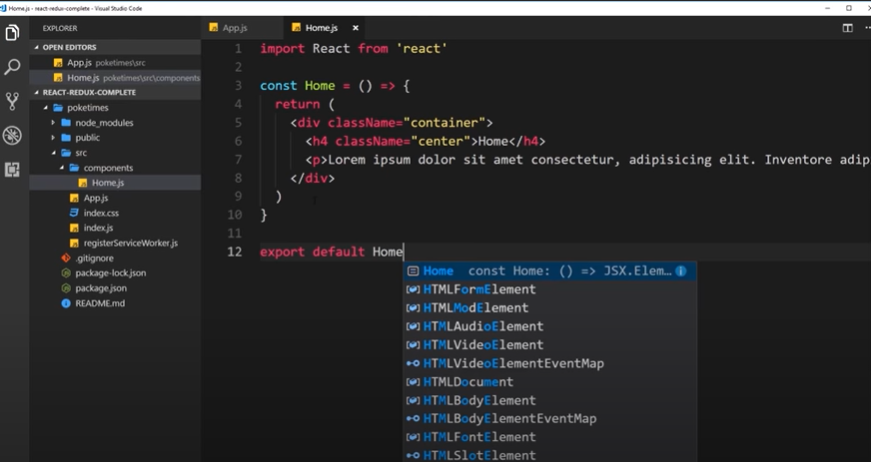 Home.js - react-redux-complete - Visual Studio Code
EXPLORER
OPEN EDITORS
App.js poketimes\src
Home.js poketimes\src\components
REACT-REDUX-COMPLETE
poketimes
node_modules
public
src
components
Home.js
App.js
index.css
index.js
registerServiceWorker.js
.gitignore
package-lock.json
package.json
README.md
App.js
Home.js
1 import React from 'react'
2
3 const Home = () => {
4 return (
5 <div className="container">
6 <h4 className="center">Home</h4>
7 <p>Lorem ipsum dolor sit amet consectetur, adipisicing elit. Inventore adip
8 </div>
9 )
10 }
11
12 export default Home
Home const Home: () => JSX.Elem...
HTMLFormElement
HTMLModElement
HTMLAudioElement
HTMLVideoElement
HTMLVideoElementEventMap
HTMLDocument
HTMLBodyElement
HTMLBodyElementEventMap
HTMLFontElement
HTMLSlotElement